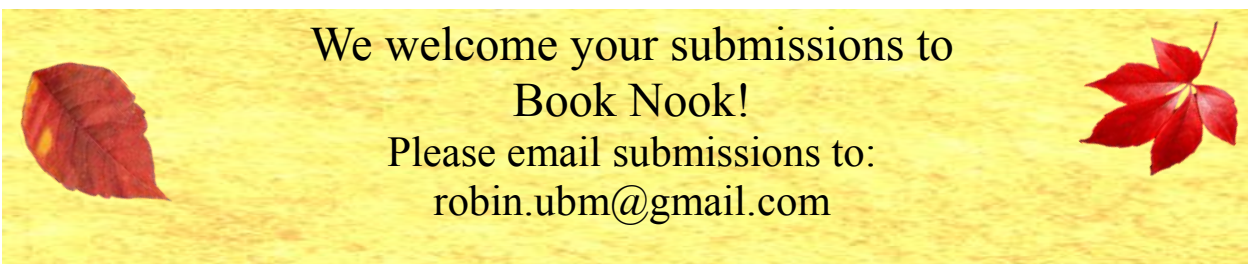 We welcome your submissions to
Book Nook!
Please email submissions to:
robin.ubm@gmail.com